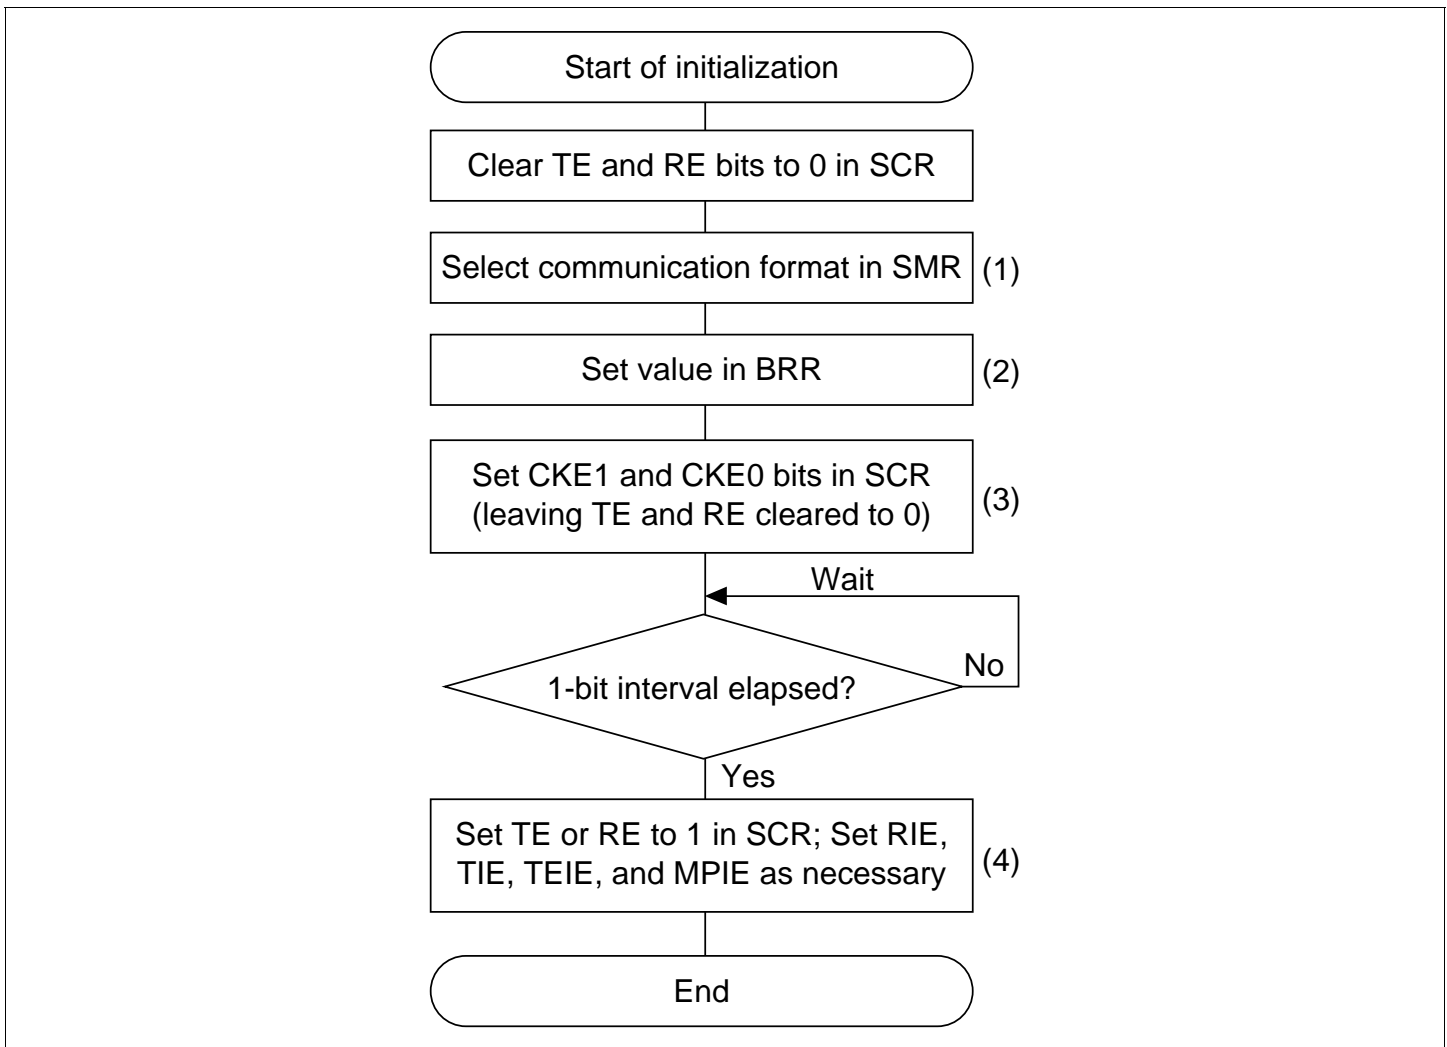 Start of initialization
Clear TE and RE bits to 0 in SCR
Select communication format in SMR
(1)
Set value in BRR
(2)
Set CKE1 and CKE0 bits in SCR
(leaving TE and RE cleared to 0)
(3)
Wait
1-bit interval elapsed?
No
Yes
Set TE or RE to 1 in SCR; Set RIE,
TIE, TEIE, and MPIE as necessary
(4)
End